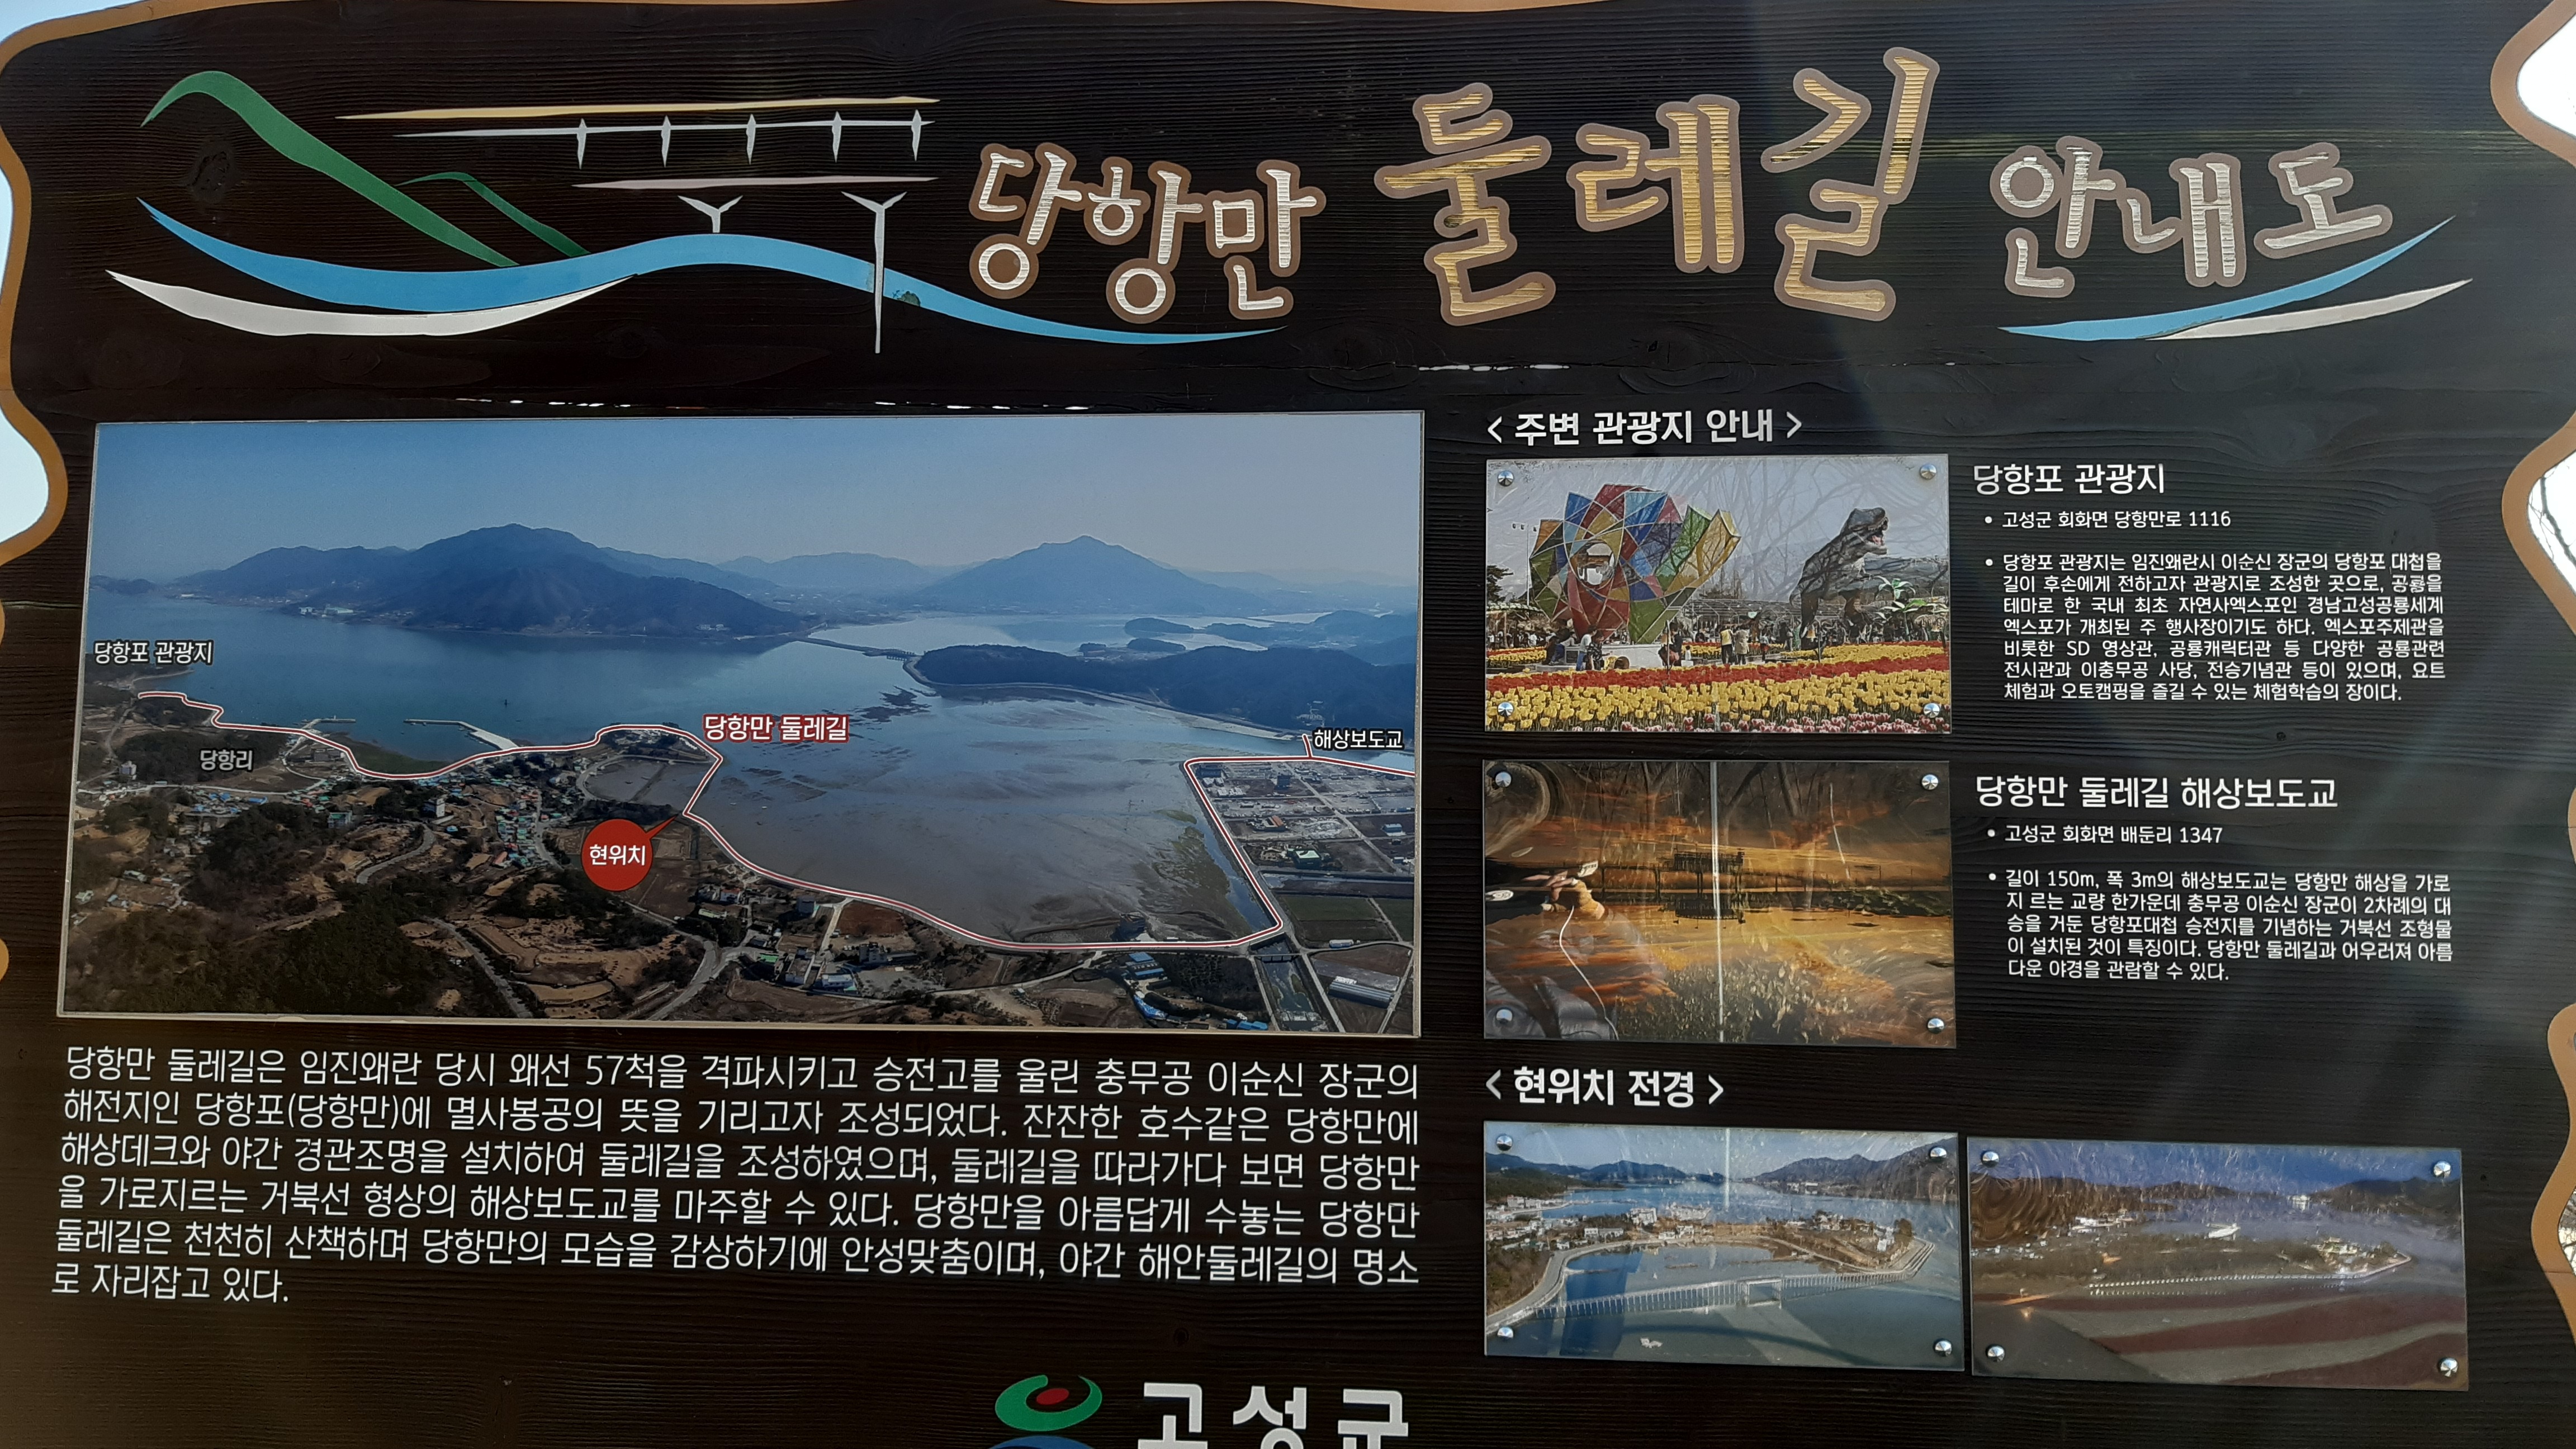 당항만 둘레길 안내도
당항포 관광지
당항리
당항만 둘레길
해상보도교
현위치
당항만 둘레길은 임진왜란 당시 왜선 57척을 격파시키고 승전고를 울린 충무공 이순신 장군의
해전지인 당항포(당항만)에 멸사봉공의 뜻을 기리고자 조성되었다. 잔잔한 호수같은 당항만에
해상데크와 야간 경관조명을 설치하여 둘레길을 조성하였으며, 둘레길을 따라가다 보면 당항만
을 가로지르는 거북선 형상의 해상보도교를 마주할 수 있다. 당항만을 아름답게 수놓는 당항만
둘레길은 천천히 산책하며 당항만의 모습을 감상하기에 안성맞춤이며, 야간 해안둘레길의 명소
로 자리잡고 있다.
< 주변 관광지 안내 >
당항포 관광지
• 고성군 회화면 당항만로 1116
• 당항포 관광지는 임진왜란시 이순신 장군의 당항포 대첩을
길이 후손에게 전하고자 관광지로 조성한 곳으로, 공룡을
테마로 한 국내 최초 자연사엑스포인 경남고성공룡세계
엑스포가 개최된 주 행사장이기도 하다. 엑스포주제관을
비롯한 SD 영상관, 공룡캐릭터관 등 다양한 공룡관련
전시관과 이충무공 사당, 전승기념관 등이 있으며, 요트
체험과 오토캠핑을 즐길 수 있는 체험학습의 장이다.
당항만 둘레길 해상보도교
• 고성군 회화면 배둔리 1347
• 길이 150m, 폭 3m의 해상보도교는 당항만 해상을 가로
지 르는 교량 한가운데 충무공 이순신 장군이 2차례의 대
승을 거둔 당항포대첩 승전지를 기념하는 거북선 조형물
이 설치된 것이 특징이다. 당항만 둘레길과 어우러져 아름
다운 야경을 관람할 수 있다.
< 현위치 전경 >
고성군